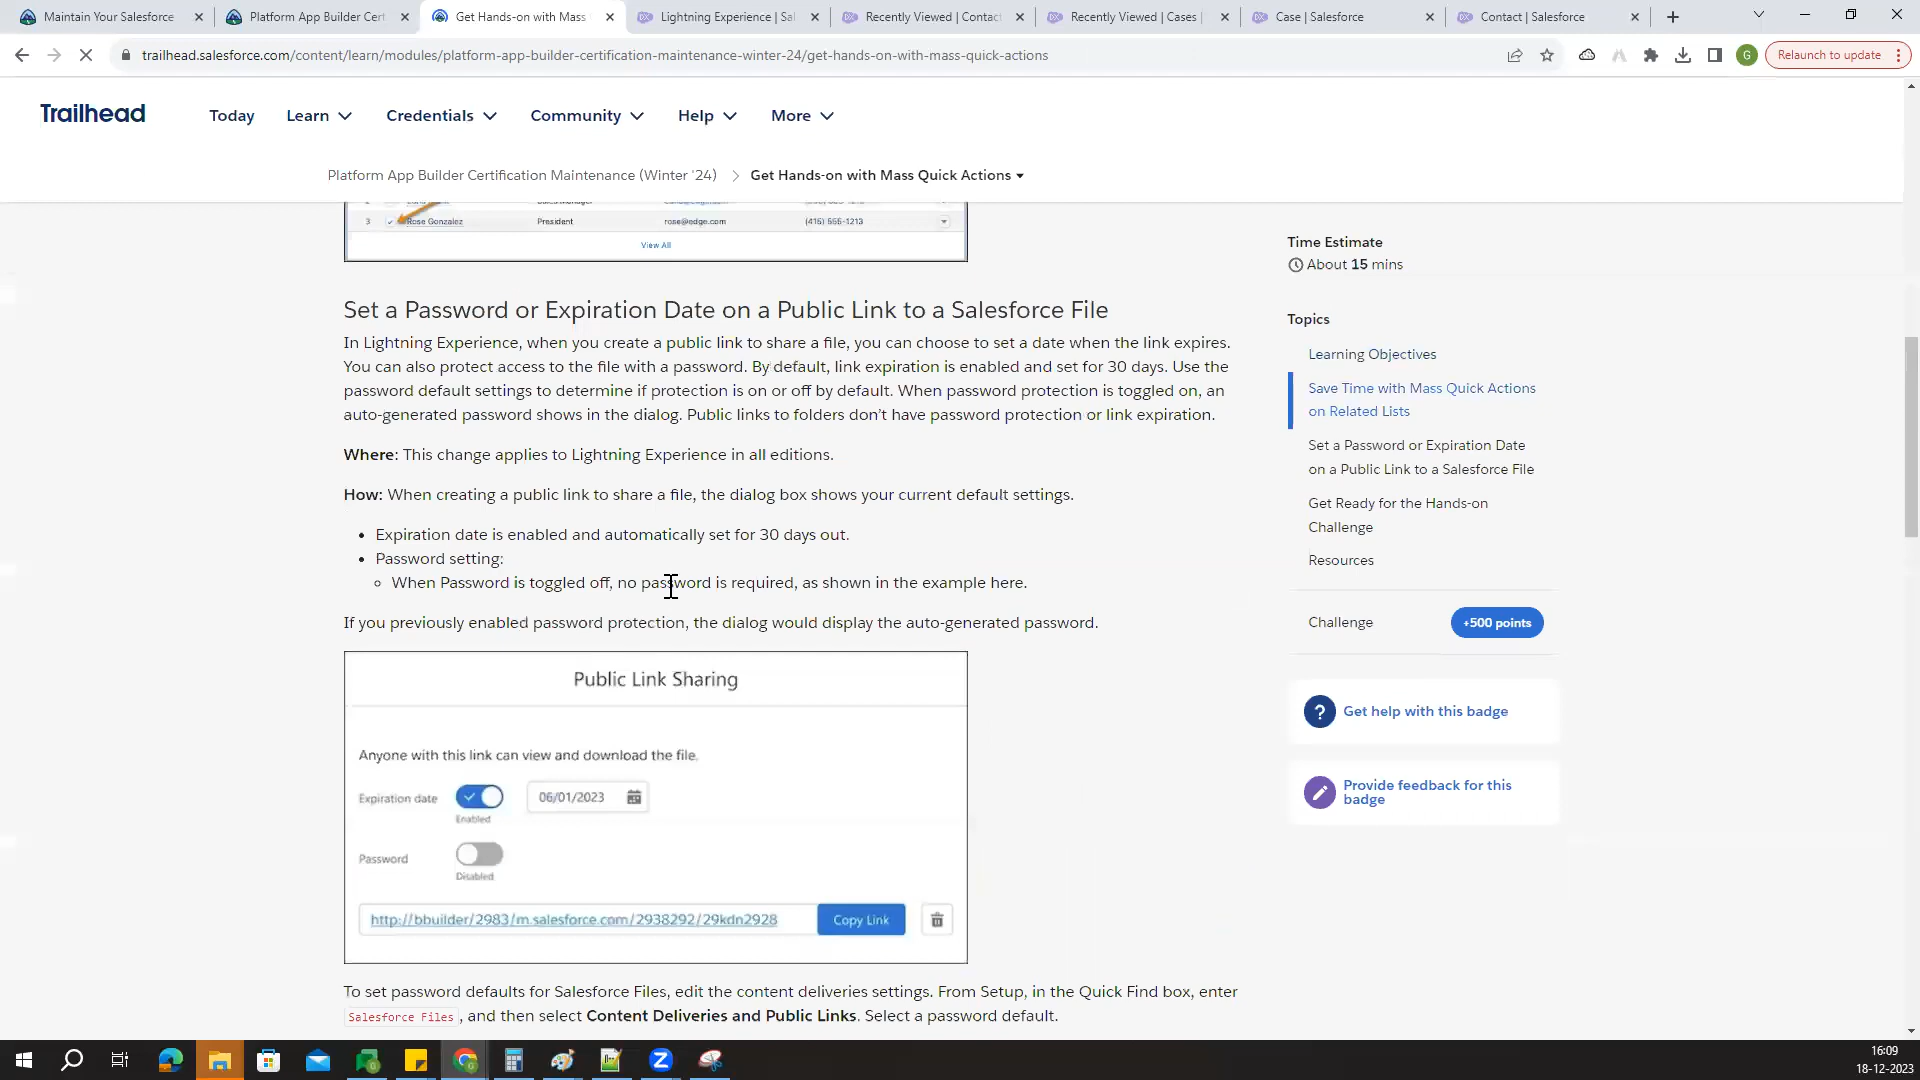 Maintain Your Salesforce
Platform App Builder Cert
Get Hands-on with Mass
Lightning Experience | Sal
Recently Viewed | Contac
Recently Viewed | Cases |
Case | Salesforce
Contact | Salesforce
trailhead.salesforce.com/content/learn/modules/platform-app-builder-certification-maintenance-winter-24/get-hands-on-with-mass-quick-actions
G
Relaunch to update
Trailhead
Today
Learn
Credentials
Community
Help
More
Platform App Builder Certification Maintenance (Winter '24)
Get Hands-on with Mass Quick Actions
3 Rose Gonzalez President rose@edge.com (415) 555-1213
View All
Set a Password or Expiration Date on a Public Link to a Salesforce File
In Lightning Experience, when you create a public link to share a file, you can choose to set a date when the link expires.
You can also protect access to the file with a password. By default, link expiration is enabled and set for 30 days. Use the
password default settings to determine if protection is on or off by default. When password protection is toggled on, an
auto-generated password shows in the dialog. Public links to folders don't have password protection or link expiration.
Where: This change applies to Lightning Experience in all editions.
How: When creating a public link to share a file, the dialog box shows your current default settings.
• Expiration date is enabled and automatically set for 30 days out.
• Password setting:
When Password is toggled off, no password is required, as shown in the example here.
If you previously enabled password protection, the dialog would display the auto-generated password.
Public Link Sharing
Anyone with this link can view and download the file.
Expiration date
Enabled
06/01/2023
Password
Disabled
http://bbuilder/2983/m.salesforce.com/2938292/29kdn2928
Copy Link
To set password defaults for Salesforce Files, edit the content deliveries settings. From Setup, in the Quick Find box, enter
Salesforce Files , and then select Content Deliveries and Public Links. Select a password default.
Time Estimate
About 15 mins
Topics
Learning Objectives
Save Time with Mass Quick Actions
on Related Lists
Set a Password or Expiration Date
on a Public Link to a Salesforce File
Get Ready for the Hands-on
Challenge
Resources
Challenge
+500 points
?
Get help with this badge
Provide feedback for this
badge
16:09
18-12-2023